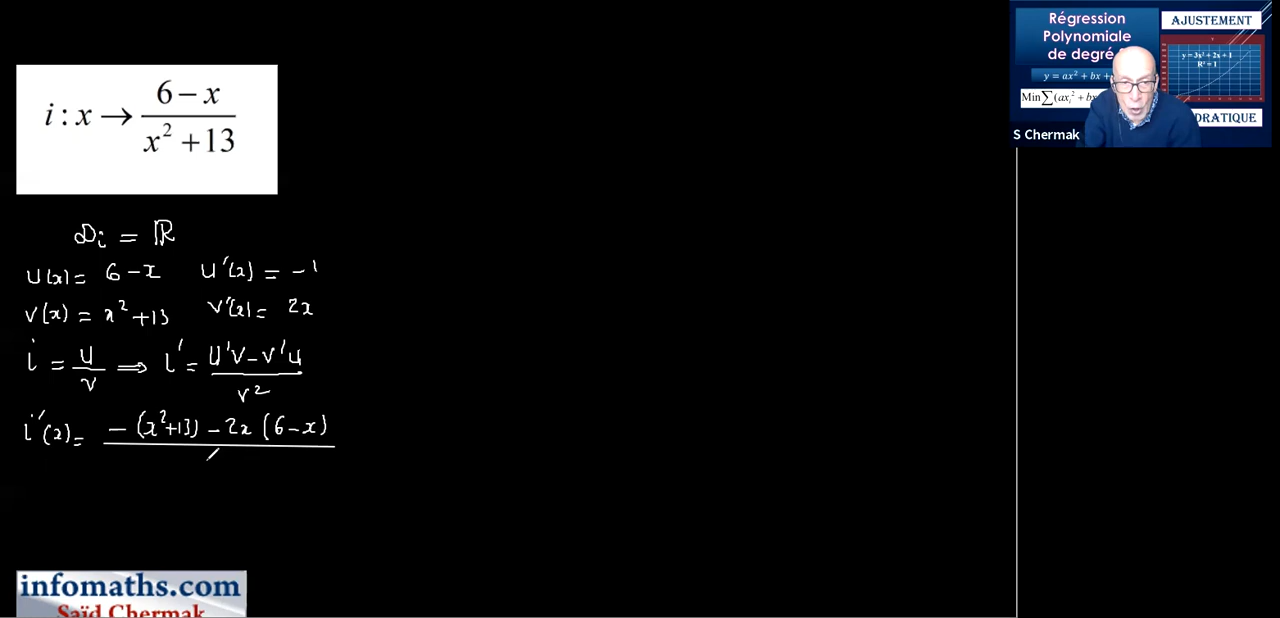 Régression
Polynomiale
de degré
AJUSTEMENT
y = 3x² + 2x + 1
R² = 1
y = ax² + bx +
Min∑(axᵢ² + bx
DRATIQUE
S Chermak
i : x → (6 − x)/(x² + 13)
𝒟i = ℝ
u(x) = 6 − x u'(x) = −1
v(x) = x² + 13 v'(x) = 2x
i = u/v ⟹ i' = (u'v − v'u)/v²
i'(x) = − (x² + 13) − 2x (6 − x)
infomaths.com
Saïd Chermak